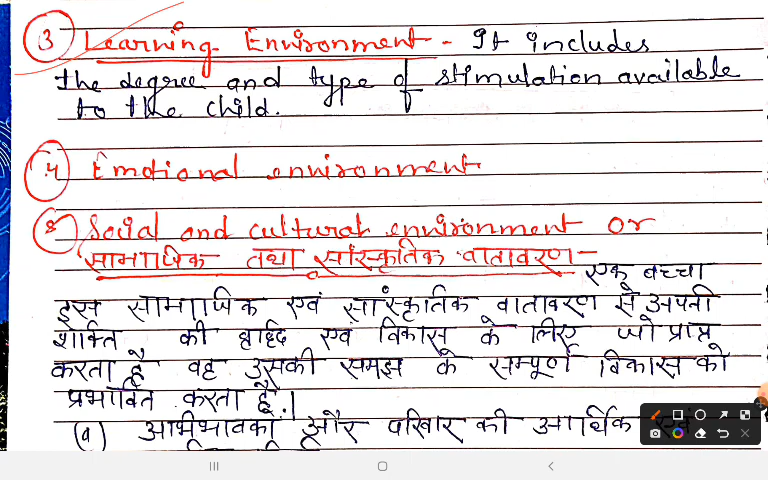 3 Learning Environment - It includes
the degree and type of stimulation available
to the child.
4 Emotional environment
Social and cultural environment or
सामाजिक तथा सांस्कृतिक वातावरण-
एक बच्चा
इस सामाजिक एवं सांस्कृतिक वातावरण से अपनी
शक्ति की वृद्धि एवं विकास के लिए जो प्राप्त
करता है वह उसकी समझ के सम्पूर्ण विकास को
प्रभावित करता है।
(a) अभिभावकों और परिवार की आर्थिक एवं